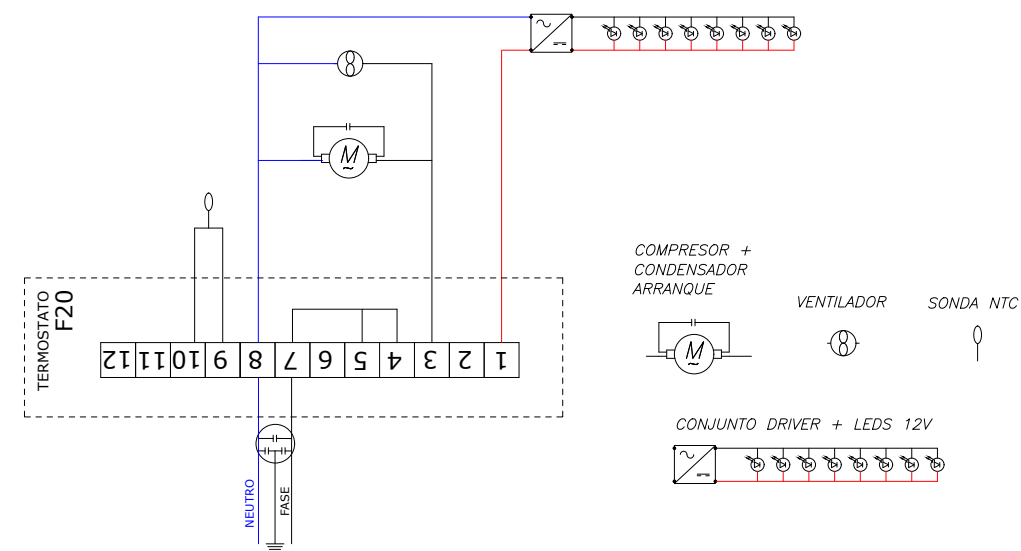 COMPRESOR +
CONDENSADOR
ARRANQUE
VENTILADOR
SONDA NTC
TERMOSTATO
F20
12 11 10 9 8 7 6 5 4 3 2 1
M
M
CONJUNTO DRIVER + LEDS 12V
NEUTRO
FASE